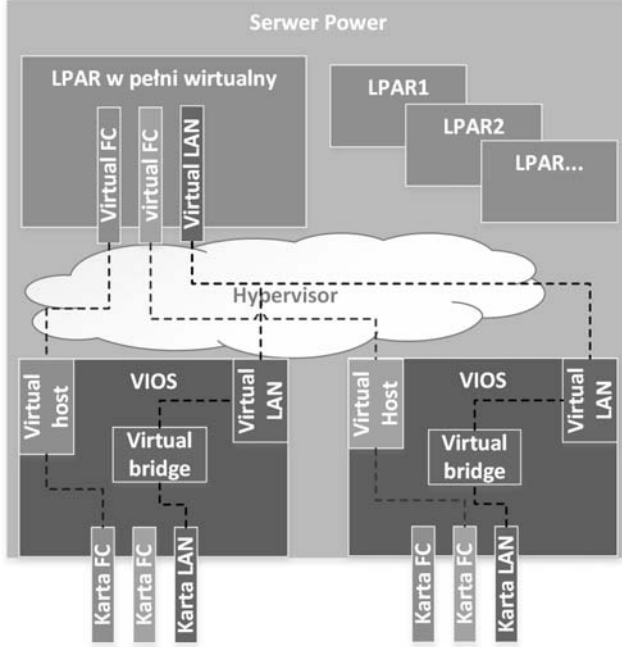 Serwer Power
LPAR w pełni wirtualny
Virtual FC
virtual FC
Virtual LAN
LPAR1
LPAR2
LPAR...
Hypervisor
Virtual
host
VIOS
Virtual
LAN
Virtual
bridge
Karta FC
Karta FC
Karta LAN
Virtual
Host
VIOS
Virtual
LAN
Virtual
bridge
Karta FC
Karta FC
Karta LAN